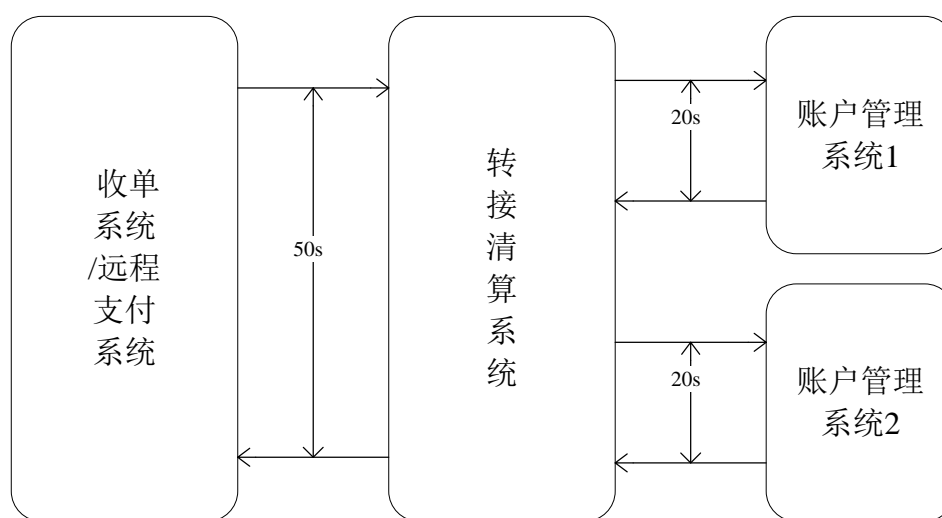 收单
系统
/远程
支付
系统
50s
转
接
清
算
系
统
20s
账户管理
系统1
20s
账户管理
系统2